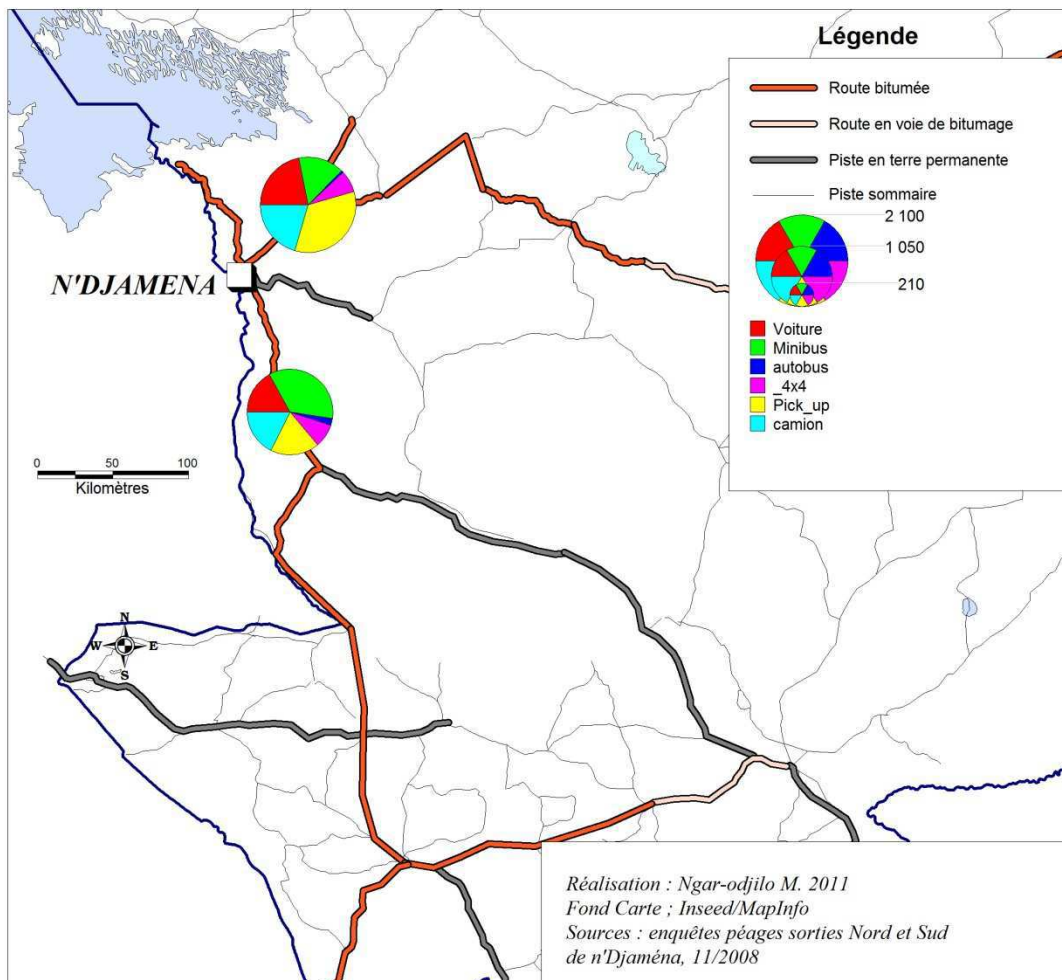 Légende
Route bitumée
Route en voie de bitumage
Piste en terre permanente
Piste sommaire
2 100
1 050
210
Voiture
Minibus
autobus
_4x4
Pick_up
camion
N'DJAMENA
0 50 100
Kilomètres
N
W E
S
Réalisation : Ngar-odjilo M. 2011
Fond Carte ; Inseed/MapInfo
Sources : enquêtes péages sorties Nord et Sud
de n'Djaména, 11/2008